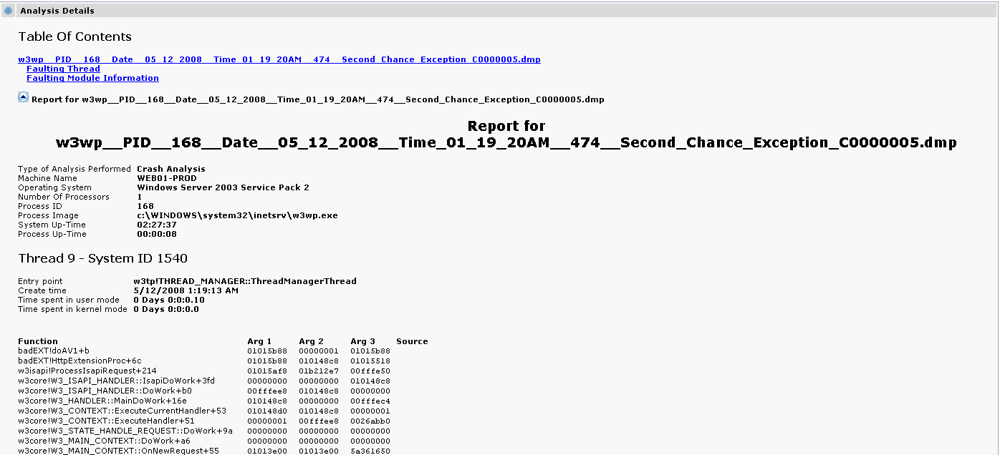 Analysis Details
Table Of Contents
w3wp__PID__168__Date__05_12_2008__Time_01_19_20AM__474__Second_Chance_Exception_C0000005.dmp
Faulting Thread
Faulting Module Information
Report for w3wp__PID__168__Date__05_12_2008__Time_01_19_20AM__474__Second_Chance_Exception_C0000005.dmp
Report for
w3wp__PID__168__Date__05_12_2008__Time_01_19_20AM__474__Second_Chance_Exception_C0000005.dmp
Type of Analysis Performed Crash Analysis
Machine Name WEB01-PROD
Operating System Windows Server 2003 Service Pack 2
Number Of Processors 1
Process ID 168
Process Image c:\WINDOWS\system32\inetsrv\w3wp.exe
System Up-Time 02:27:37
Process Up-Time 00:00:08
Thread 9 - System ID 1540
Entry point w3tp!THREAD_MANAGER::ThreadManagerThread
Create time 5/12/2008 1:19:13 AM
Time spent in user mode 0 Days 0:0:0.10
Time spent in kernel mode 0 Days 0:0:0.0
Function Arg 1 Arg 2 Arg 3 Source
badEXT!doAV1+b 01015b88 00000001 01015b88
badEXT!HttpExtensionProc+6c 01015b88 010148c8 01015518
w3isapi!ProcessIsapiRequest+214 01015af8 01b212e7 00fffe50
w3core!W3_ISAPI_HANDLER::IsapiDoWork+3fd 00000000 00000000 010148c8
w3core!W3_ISAPI_HANDLER::DoWork+b0 00fffee8 010148c8 00000000
w3core!W3_HANDLER::MainDoWork+16e 010148c8 00000000 00fffec4
w3core!W3_CONTEXT::ExecuteCurrentHandler+53 010148d0 010148c8 00000001
w3core!W3_CONTEXT::ExecuteHandler+51 00000001 00fffee8 0026abb0
w3core!W3_STATE_HANDLE_REQUEST::DoWork+9a 00000000 00000000 00000000
w3core!W3_MAIN_CONTEXT::DoWork+a6 00000000 00000000 00000000
w3core!W3_MAIN_CONTEXT::OnNewRequest+55 01013e00 01013e00 5a361650